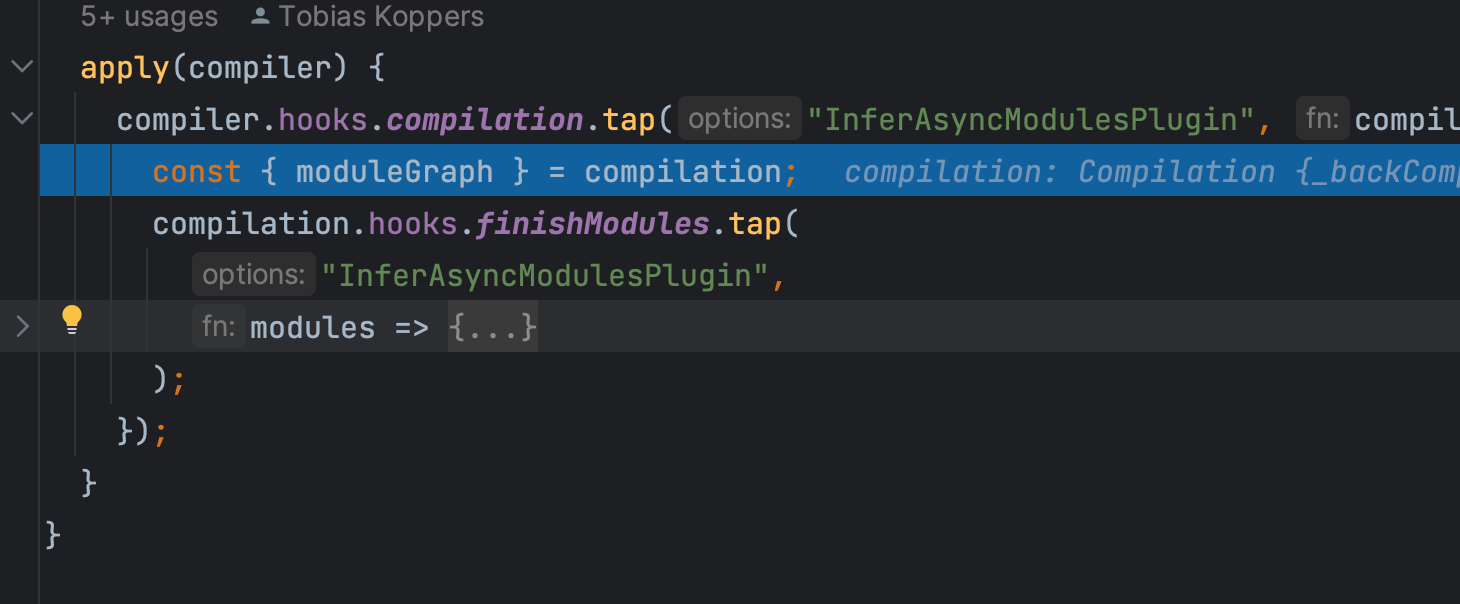 5+ usages Tobias Koppers
apply(compiler) {
compiler.hooks.compilation.tap( options: "InferAsyncModulesPlugin", fn: compil
const { moduleGraph } = compilation; compilation: Compilation {_backComp
compilation.hooks.finishModules.tap(
options: "InferAsyncModulesPlugin",
fn: modules => {...}
);
});
}
}